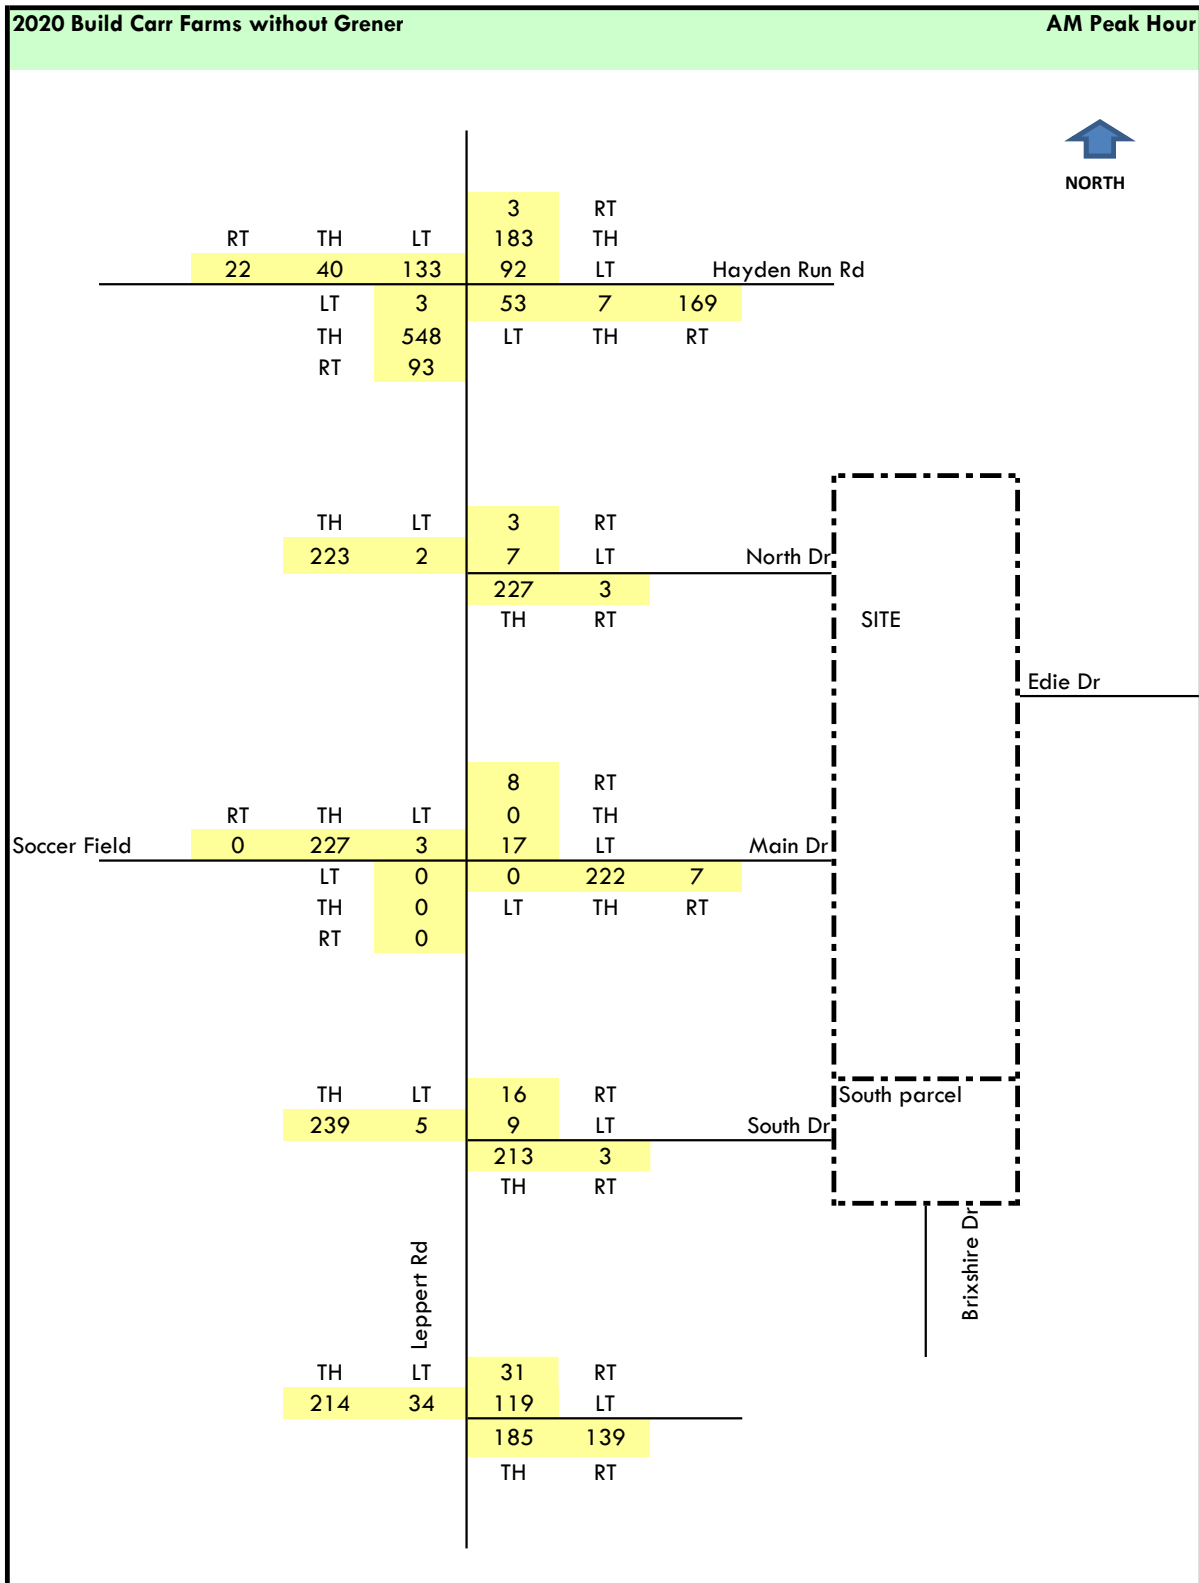 2020 Build Carr Farms without Grener AM Peak Hour
NORTH
3 RT
RT TH LT 183 TH
22 40 133 92 LT Hayden Run Rd
LT 3 53 7 169
TH 548 LT TH RT
RT 93
TH LT 3 RT
223 2 7 LT North Dr
227 3
TH RT SITE
Edie Dr
8 RT
RT TH LT 0 TH
Soccer Field 0 227 3 17 LT Main Dr
LT 0 0 222 7
TH 0 LT TH RT
RT 0
TH LT 16 RT South parcel
239 5 9 LT South Dr
213 3
TH RT
Brixshire Dr
Leppert Rd
TH LT 31 RT
214 34 119 LT
185 139
TH RT